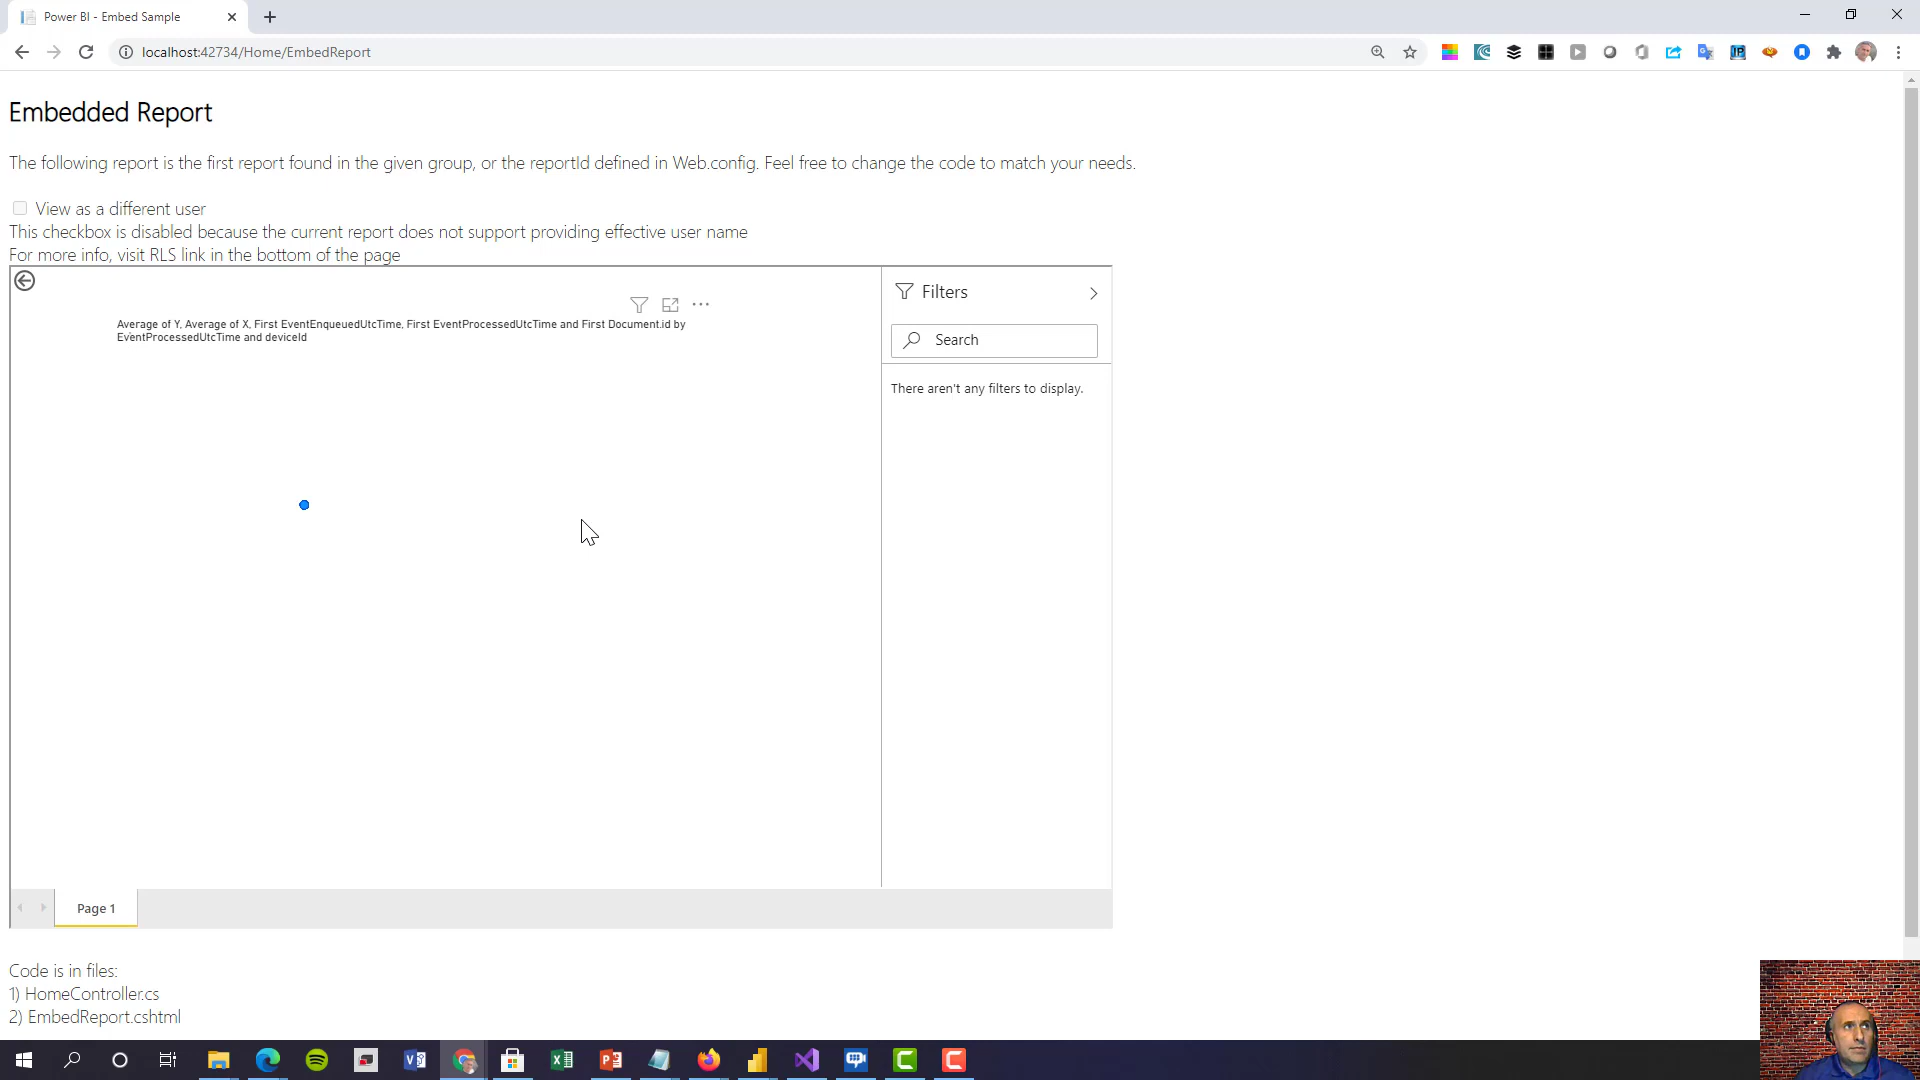 Power BI - Embed Sample
localhost:42734/Home/EmbedReport
Embedded Report
The following report is the first report found in the given group, or the reportId defined in Web.config. Feel free to change the code to match your needs.
View as a different user
This checkbox is disabled because the current report does not support providing effective user name
For more info, visit RLS link in the bottom of the page
Filters
Average of Y, Average of X, First EventEnqueuedUtcTime, First EventProcessedUtcTime and First Document.id by
EventProcessedUtcTime and deviceId
Search
There aren't any filters to display.
Page 1
Code is in files:
1) HomeController.cs
2) EmbedReport.cshtml